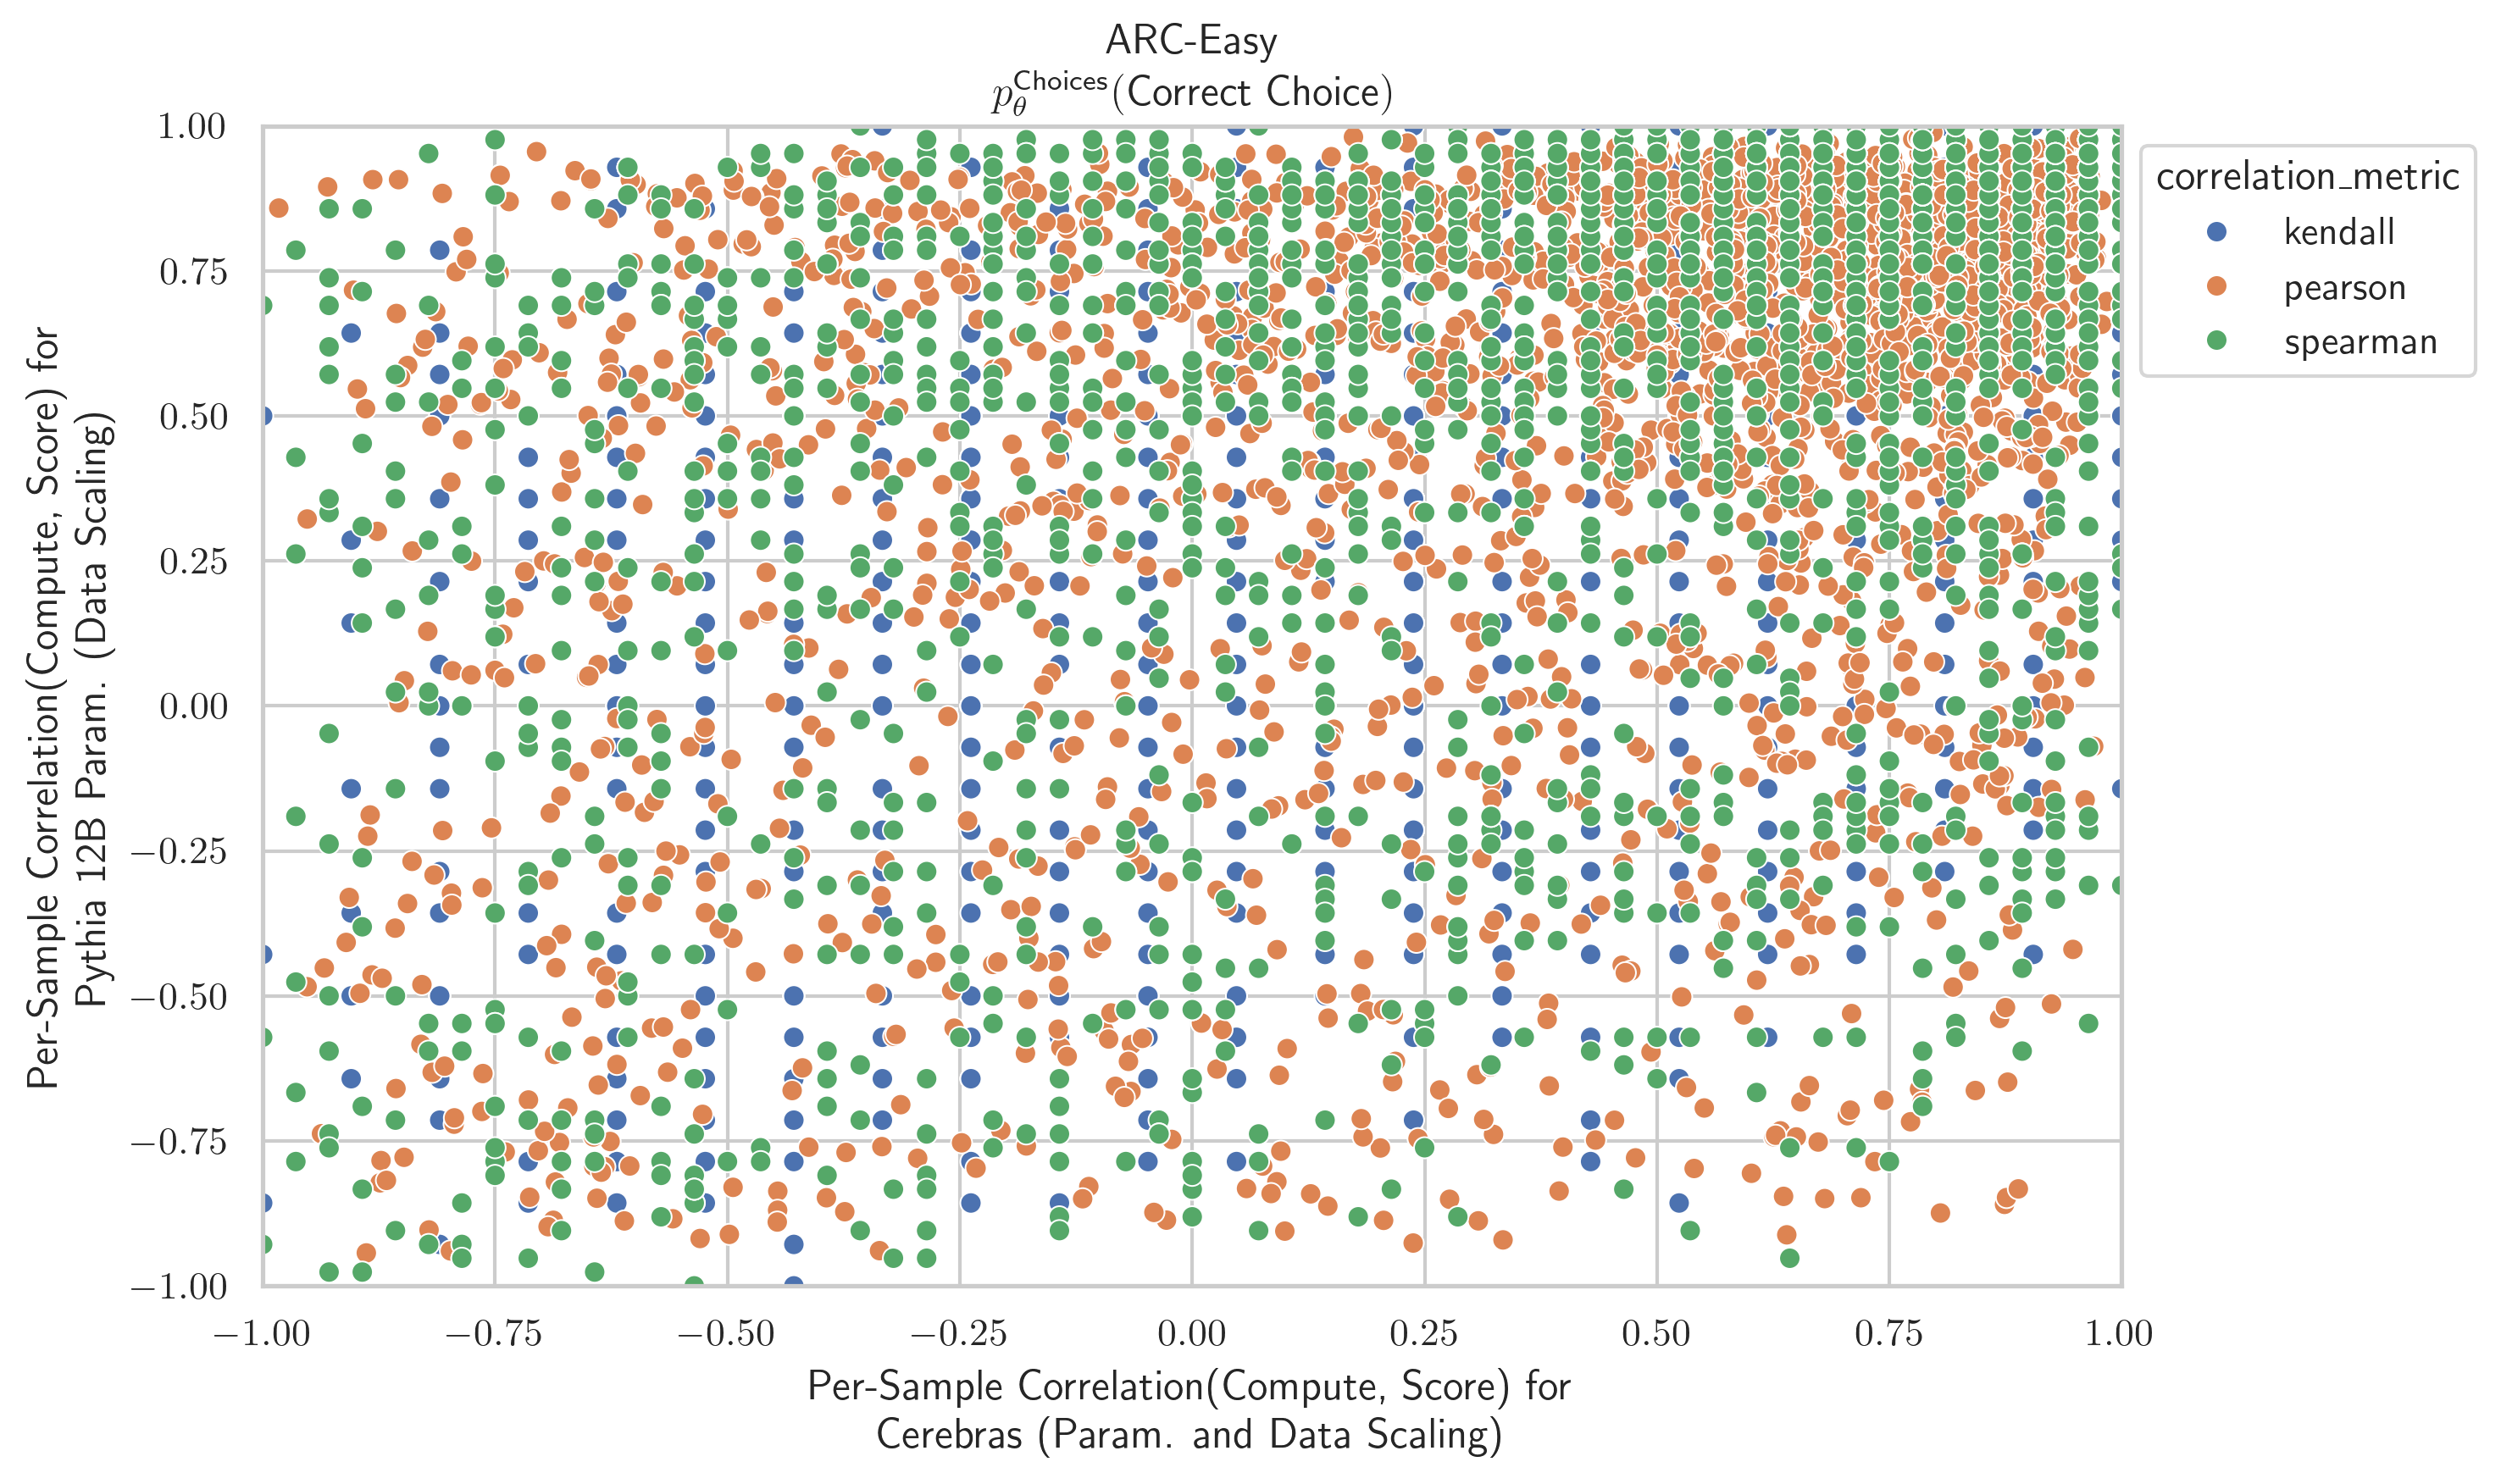 ARC-Easy
p_θ^Choices(Correct Choice)
1.00
0.75
0.50
0.25
0.00
−0.25
−0.50
−0.75
−1.00
Per-Sample Correlation(Compute, Score) for
Pythia 12B Param. (Data Scaling)
correlation_metric
kendall
pearson
spearman
−1.00 −0.75 −0.50 −0.25 0.00 0.25 0.50 0.75 1.00
Per-Sample Correlation(Compute, Score) for
Cerebras (Param. and Data Scaling)